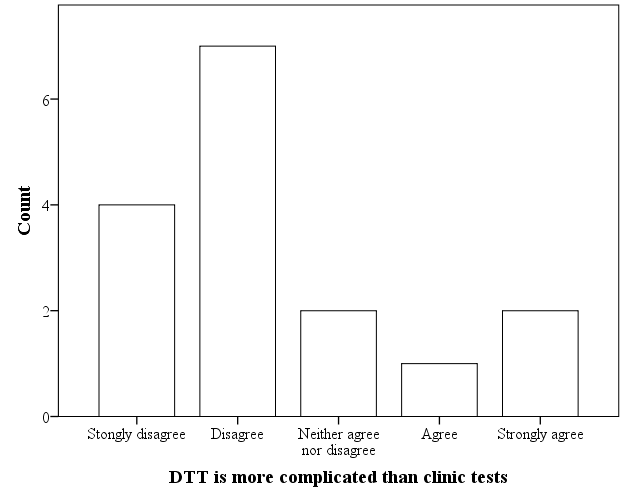 6
4
2
0
Count
Stongly disagree
Disagree
Neither agree
nor disagree
Agree
Strongly agree
DTT is more complicated than clinic tests